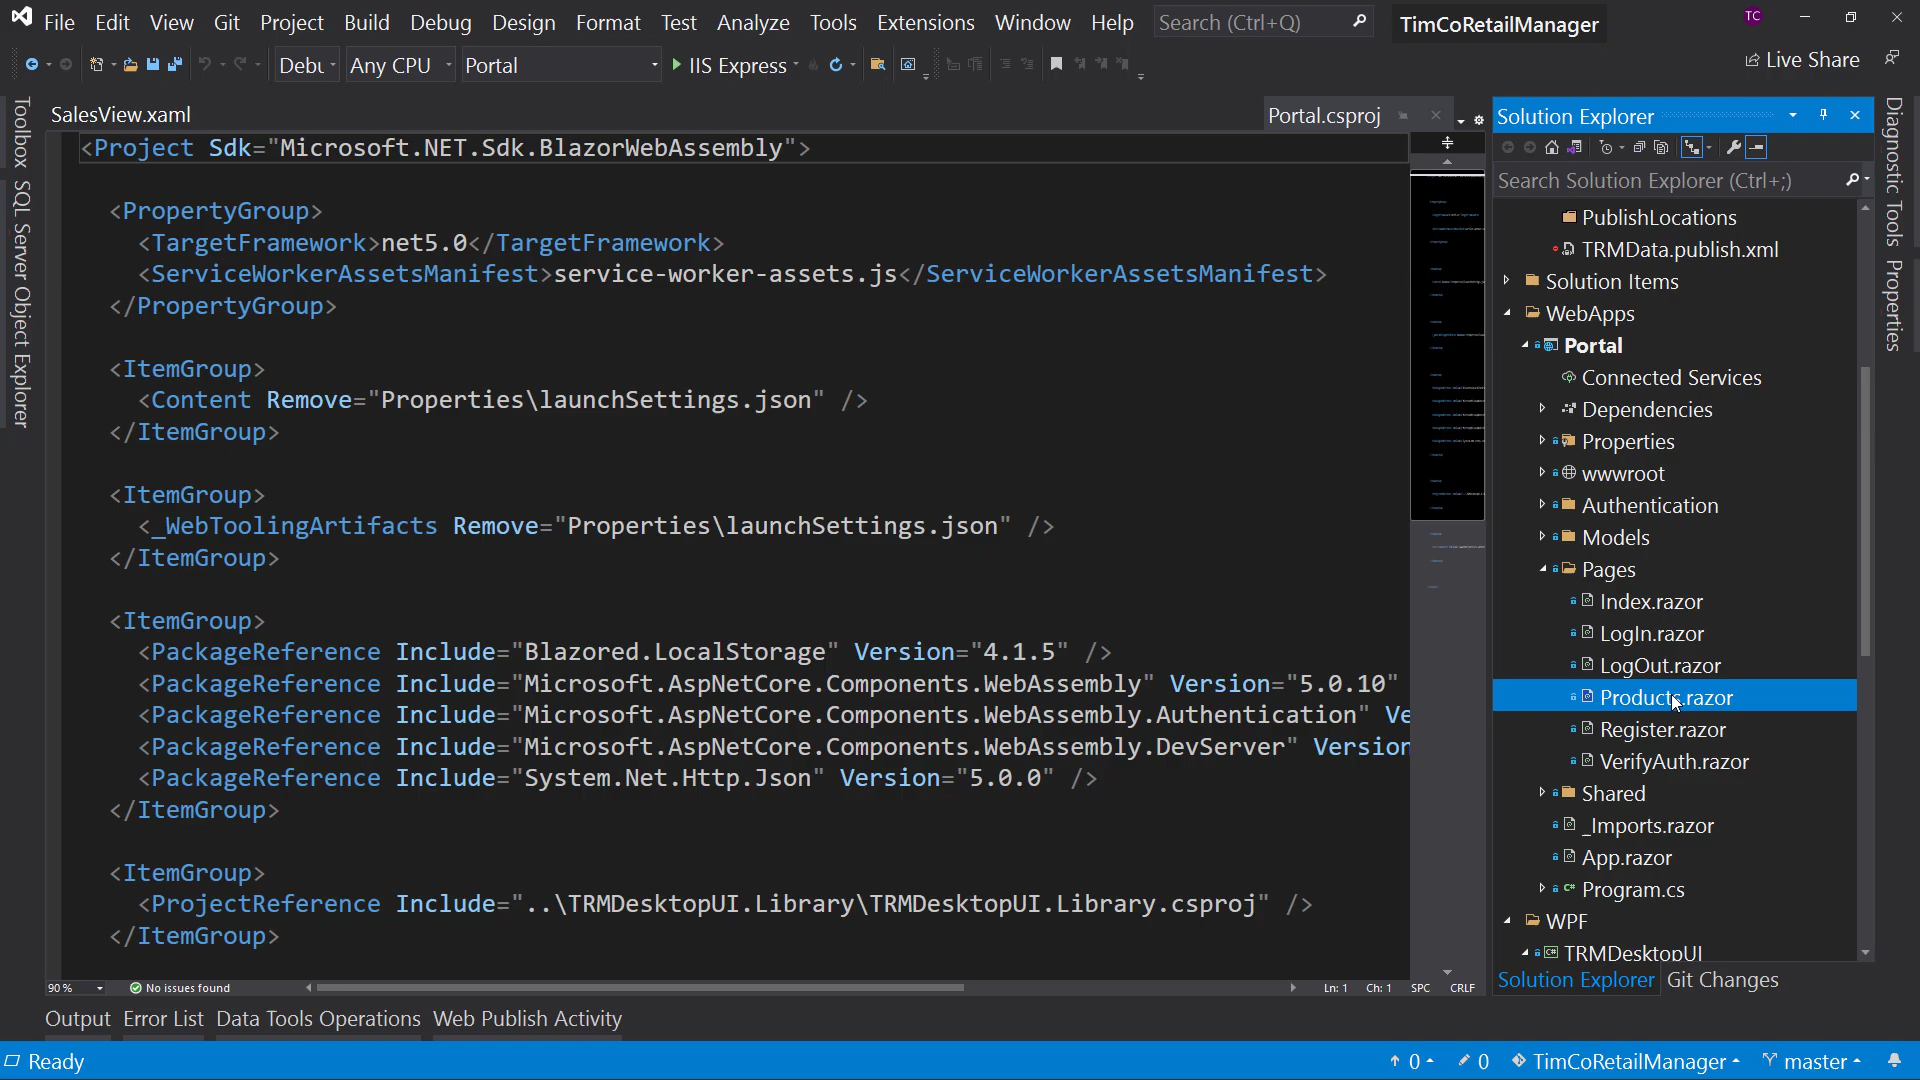 File Edit View Git Project Build Debug Design Format Test Analyze Tools Extensions Window Help Search (Ctrl+Q) TimCoRetailManager TC
Debu Any CPU Portal IIS Express Live Share
Toolbox
SQL Server Object Explorer
SalesView.xaml Portal.csproj
<Project Sdk="Microsoft.NET.Sdk.BlazorWebAssembly">
<PropertyGroup>
<TargetFramework>net5.0</TargetFramework>
<ServiceWorkerAssetsManifest>service-worker-assets.js</ServiceWorkerAssetsManifest>
</PropertyGroup>
<ItemGroup>
<Content Remove="Properties\launchSettings.json" />
</ItemGroup>
<ItemGroup>
<_WebToolingArtifacts Remove="Properties\launchSettings.json" />
</ItemGroup>
<ItemGroup>
<PackageReference Include="Blazored.LocalStorage" Version="4.1.5" />
<PackageReference Include="Microsoft.AspNetCore.Components.WebAssembly" Version="5.0.10"
<PackageReference Include="Microsoft.AspNetCore.Components.WebAssembly.Authentication" Ve
<PackageReference Include="Microsoft.AspNetCore.Components.WebAssembly.DevServer" Version
<PackageReference Include="System.Net.Http.Json" Version="5.0.0" />
</ItemGroup>
<ItemGroup>
<ProjectReference Include="..\TRMDesktopUI.Library\TRMDesktopUI.Library.csproj" />
</ItemGroup>
90 % No issues found Ln: 1 Ch: 1 SPC CRLF
Solution Explorer
Search Solution Explorer (Ctrl+;)
PublishLocations
TRMData.publish.xml
Solution Items
WebApps
Portal
Connected Services
Dependencies
Properties
wwwroot
Authentication
Models
Pages
Index.razor
LogIn.razor
LogOut.razor
Products.razor
Register.razor
VerifyAuth.razor
Shared
_Imports.razor
App.razor
Program.cs
WPF
TRMDesktopUI
Solution Explorer Git Changes
Diagnostic Tools
Properties
Output Error List Data Tools Operations Web Publish Activity
Ready 0 0 TimCoRetailManager master